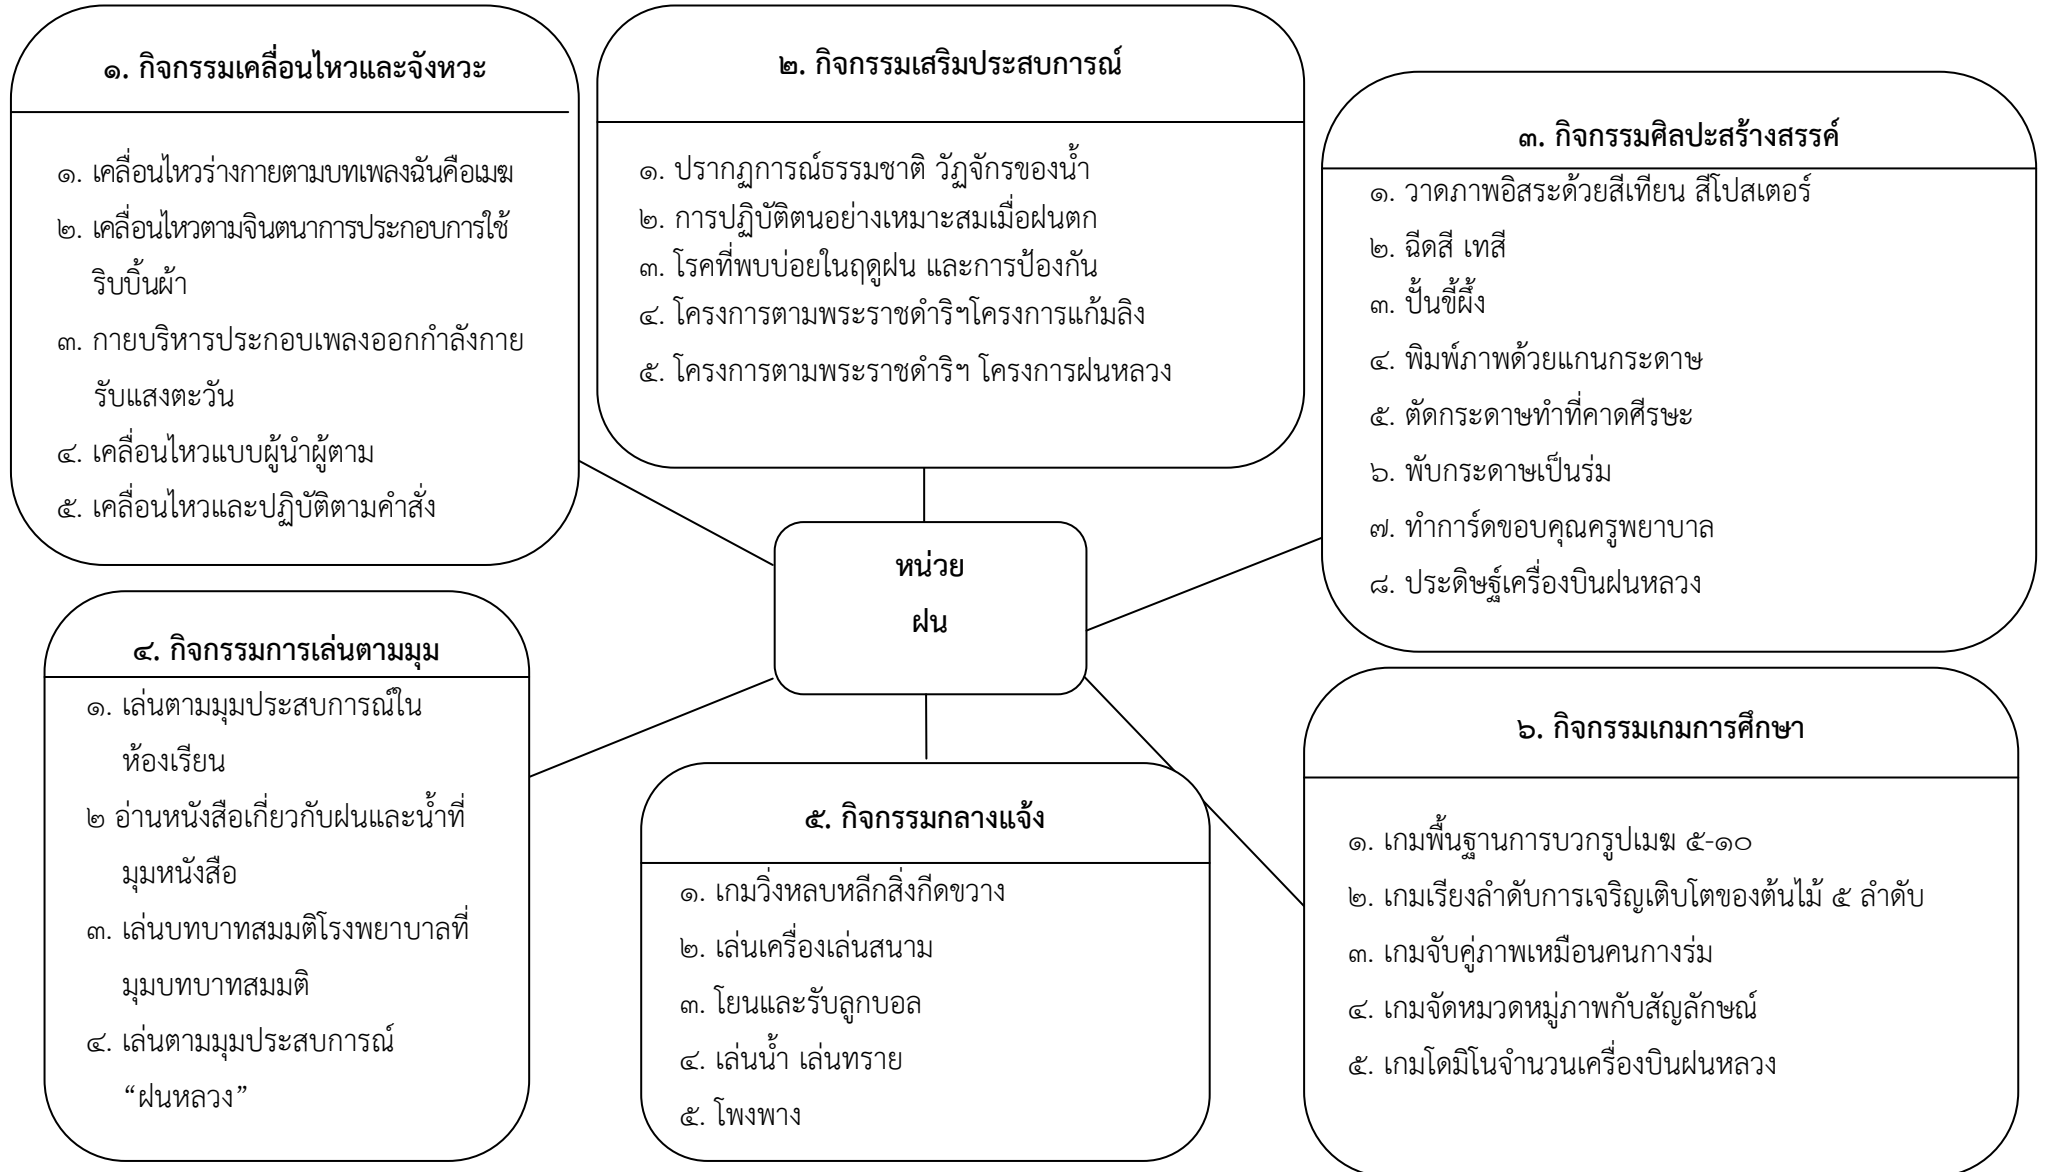 ๑. กิจกรรมเคลื่อนไหวและจังหวะ
๑. เคลื่อนไหวร่างกายตามบทเพลงฉันคือเมฆ
๒. เคลื่อนไหวตามจินตนาการประกอบการใช้
ริบบิ้นผ้า
๓. กายบริหารประกอบเพลงออกกำลังกาย
รับแสงตะวัน
๔. เคลื่อนไหวแบบผู้นำผู้ตาม
๕. เคลื่อนไหวและปฏิบัติตามคำสั่ง
๒. กิจกรรมเสริมประสบการณ์
๑. ปรากฏการณ์ธรรมชาติ วัฏจักรของน้ำ
๒. การปฏิบัติตนอย่างเหมาะสมเมื่อฝนตก
๓. โรคที่พบบ่อยในฤดูฝน และการป้องกัน
๔. โครงการตามพระราชดำริฯโครงการแก้มลิง
๕. โครงการตามพระราชดำริฯ โครงการฝนหลวง
๓. กิจกรรมศิลปะสร้างสรรค์
๑. วาดภาพอิสระด้วยสีเทียน สีโปสเตอร์
๒. ฉีดสี เทสี
๓. ปั้นขี้ผึ้ง
๔. พิมพ์ภาพด้วยแกนกระดาษ
๕. ตัดกระดาษทำที่คาดศีรษะ
๖. พับกระดาษเป็นร่ม
๗. ทำการ์ดขอบคุณครูพยาบาล
๘. ประดิษฐ์เครื่องบินฝนหลวง
หน่วย
ฝน
๔. กิจกรรมการเล่นตามมุม
๑. เล่นตามมุมประสบการณ์ใน
ห้องเรียน
๒ อ่านหนังสือเกี่ยวกับฝนและน้ำที่
มุมหนังสือ
๓. เล่นบทบาทสมมติโรงพยาบาลที่
มุมบทบาทสมมติ
๔. เล่นตามมุมประสบการณ์
“ฝนหลวง”
๕. กิจกรรมกลางแจ้ง
๑. เกมวิ่งหลบหลีกสิ่งกีดขวาง
๒. เล่นเครื่องเล่นสนาม
๓. โยนและรับลูกบอล
๔. เล่นน้ำ เล่นทราย
๕. โพงพาง
๖. กิจกรรมเกมการศึกษา
๑. เกมพื้นฐานการบวกรูปเมฆ ๕-๑๐
๒. เกมเรียงลำดับการเจริญเติบโตของต้นไม้ ๕ ลำดับ
๓. เกมจับคู่ภาพเหมือนคนกางร่ม
๔. เกมจัดหมวดหมู่ภาพกับสัญลักษณ์
๕. เกมโดมิโนจำนวนเครื่องบินฝนหลวง